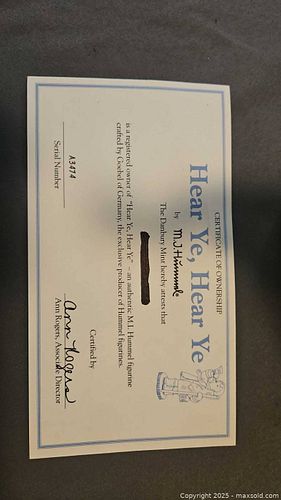 CERTIFICATE OF OWNERSHIP
Hear Ye, Hear Ye
by M.I. Hummel
The Danbury Mint hereby attests that
is a registered owner of "Hear Ye, Hear Ye" – an authentic M.I. Hummel figurine
crafted by Goebel of Germany, the exclusive producer of Hummel figurines.
Certified by
A3474
Serial Number
Ann Rogers
Ann Rogers, Associate Director
Copyright © 2025 - maxsold.com